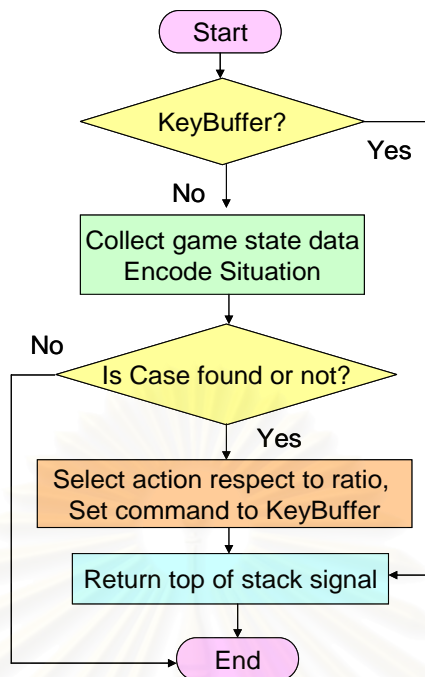 Start
KeyBuffer?
Yes
No
Collect game state data
Encode Situation
No
Is Case found or not?
Yes
Select action respect to ratio,
Set command to KeyBuffer
Return top of stack signal
End